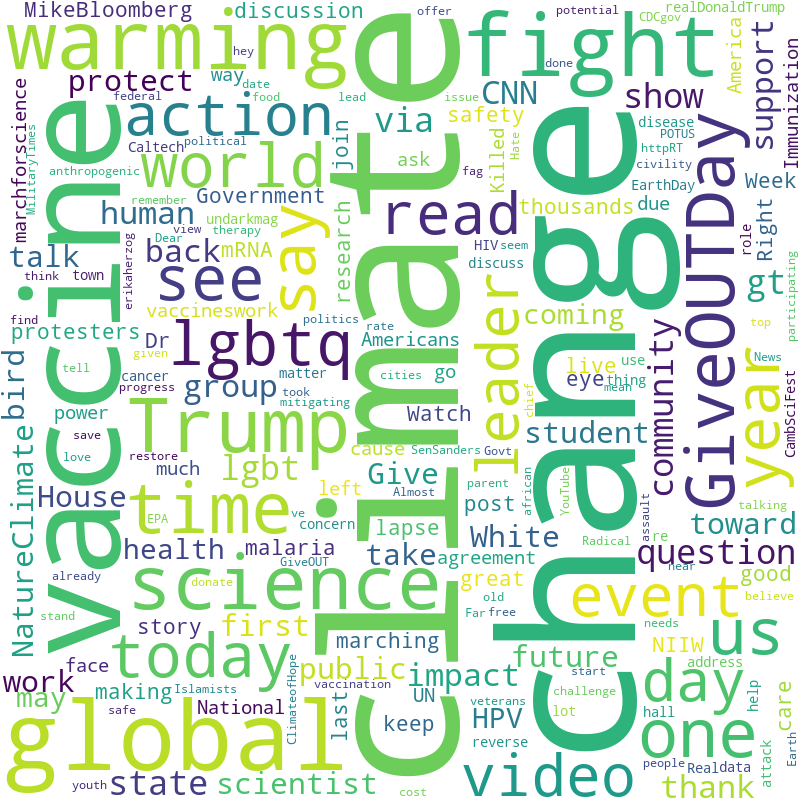 MikeBloomberg
discussion
potential
realDonaldTrump
offer
CDCgov
warming
hey
climate
fight
done
America
way
date
marchforscience
MilitaryTimes
protect
federal
food
lead
issue
CNN
show
support
Immunization
vaccine
action
via
safety
Killed
Hate
disease
POTUS
httpRT
Caltech
political
join
civility
anthropogenic
world
ask
fag
EarthDay
Week
remember
Government
read
thousands
due
human
undarkmag
therapy
research
change
GiveOUTDay
Right
role
Dear
view
talk
back
mRNA
say
HIV
seem
think
town
erikaherzog
see
discuss
gt
participating
find
vaccineswork
politics
leader
coming
protesters
Dr
lgbtq
rate
Americans
community
year
top
given
matter
live
use
News
bird
tell
cancer
progress
took
cities
go
eye
thing
mean
group
mitigating
chief
CambSciFest
power
Trump
Watch
student
save
restore
much
lgbt
cause
SenSanders
Govt
love
NatureClimate
left
Give
Almost
parent
african
YouTube
talking
House
time
post
assault
toward
EPA
ve
concern
lapse
White
Radical
re
question
health
malaria
GiveOUT
take
agreement
near
good
already
science
great
event
believe
donate
old
us
stand
story
first
marching
Far
free
needs
NIIW
today
future
address
work
face
public
impact
start
day
care
may
making
Islamists
vaccination
UN
veterans
challenge
help
safe
National
ClimateofHope
last
keep
HPV
lot
hall
one
Earth
global
reverse
people
Real
data
attack
youth
state
scientist
cost
video
thank